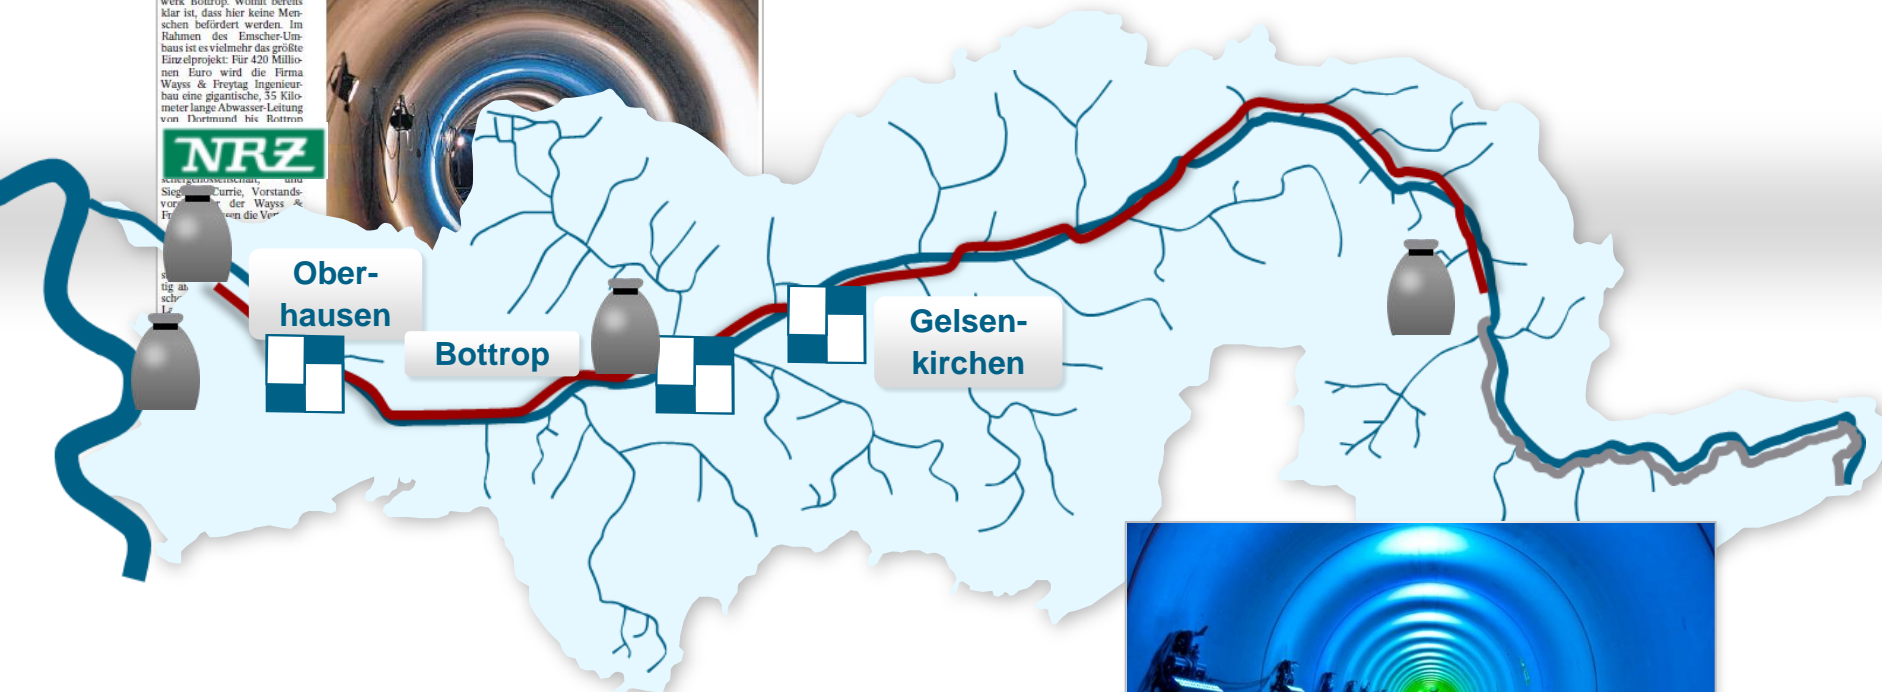 werk Bottrop. Womit bereits
klar ist, dass hier keine Men-
schen befördert werden. Im
Rahmen des Emscher-Um-
baus ist es vielmehr das größte
Einzelprojekt: Für 420 Millio-
nen Euro wird die Firma
Wayss & Freytag Ingenieur-
bau eine gigantische, 35 Kilo-
meter lange Abwasser-Leitung
von Dortmund bis Bottrop
NRZ
schergenossenschaft, und
Currie, Vorstands-
der Wayss &
die
Ober-
hausen
Bottrop
Gelsen-
kirchen